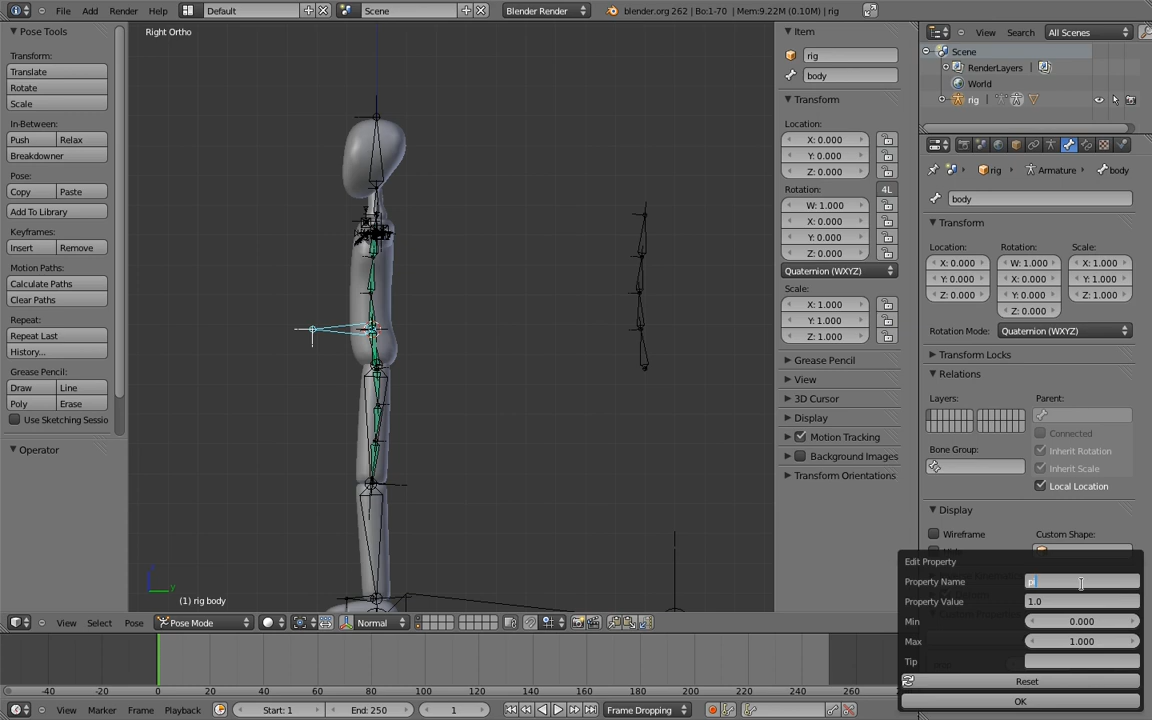 File Add Render Help Default Scene Blender Render blender.org 262 | Bo:1-70 | Mem:9.22M (0.10M) | rig
Pose Tools
Transform:
Translate
Rotate
Scale
In-Between:
Push Relax
Breakdowner
Pose:
Copy Paste
Add To Library
Keyframes:
Insert Remove
Motion Paths:
Calculate Paths
Clear Paths
Repeat:
Repeat Last
History...
Grease Pencil:
Draw Line
Poly Erase
Use Sketching Sessio
Operator
Right Ortho
y
(1) rig body
Item
rig
body
Transform
Location:
X: 0.000
Y: 0.000
Z: 0.000
Rotation: 4L
W: 1.000
X: 0.000
Y: 0.000
Z: 0.000
Quaternion (WXYZ)
Scale:
X: 1.000
Y: 1.000
Z: 1.000
Grease Pencil
View
3D Cursor
Display
Motion Tracking
Background Images
Transform Orientations
View Search All Scenes
Scene
RenderLayers |
World
rig |
rig Armature body
body
Transform
Location: Rotation: Scale:
X: 0.000 W: 1.000 X: 1.000
Y: 0.000 X: 0.000 Y: 1.000
Z: 0.000 Y: 0.000 Z: 1.000
Z: 0.000
Rotation Mode: Quaternion (WXYZ)
Transform Locks
Relations
Layers: Parent:
Connected
Bone Group: Inherit Rotation
Inherit Scale
Local Location
Display
Wireframe Custom Shape:
Edit Property
Property Name p
Property Value 1.0
Min 0.000
Max 1.000
Tip
Reset
OK
View Select Pose Pose Mode Normal
-40 -20 0 20 40 60 80 100 120 140 160 180 200 220 240 260
View Marker Frame Playback Start: 1 End: 250 1 Frame Dropping